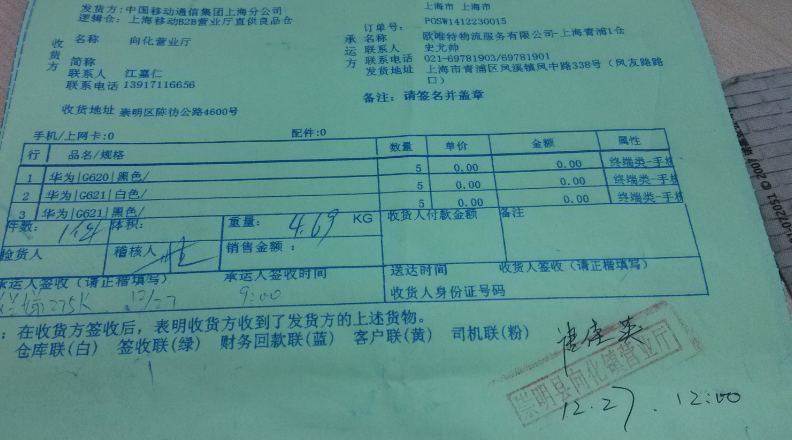 发货方:中国移动通信集团上海分公司
逻辑仓:上海移动B2B营业厅直供良品仓
收货方
名称 向化营业厅
简称
联系人 江嘉仁
联系电话 13917116656
收货地址 崇明区陈彷公路4600号
上海市 上海市
订单号: POSW1412230015
承运方
名称 欧唯特物流服务有限公司-上海青浦1仓
联系人 史尤帅
联系电话 021-69781903/69781901
发货地址 上海市青浦区凤溪镇凤中路338号(凤友路路口)
备注: 请签名并盖章
手机/上网卡:0 配件:0
行 品名/规格 数量 单价 金额 属性
1 华为|G620|黑色/ 5 0.00 0.00 终端类-手机
2 华为|G621|白色/ 5 0.00 0.00 终端类-手机
3 华为|G621|黑色/ 5 0.00 0.00 终端类-手机
件数: 1件 体积: 重量: 4.69 KG 收货人付款金额 备注
验货人 稽核人 销售金额:
承运人签收(请正楷填写) 承运人签收时间 送达时间 收货人签收(请正楷填写)
12/27 9:00 收货人身份证号码
:在收货方签收后,表明收货方收到了发货方的上述货物。
仓库联(白) 签收联(绿) 财务回款联(蓝) 客户联(黄) 司机联(粉)
崇明县向化镇营业厅
12.27. 12:00